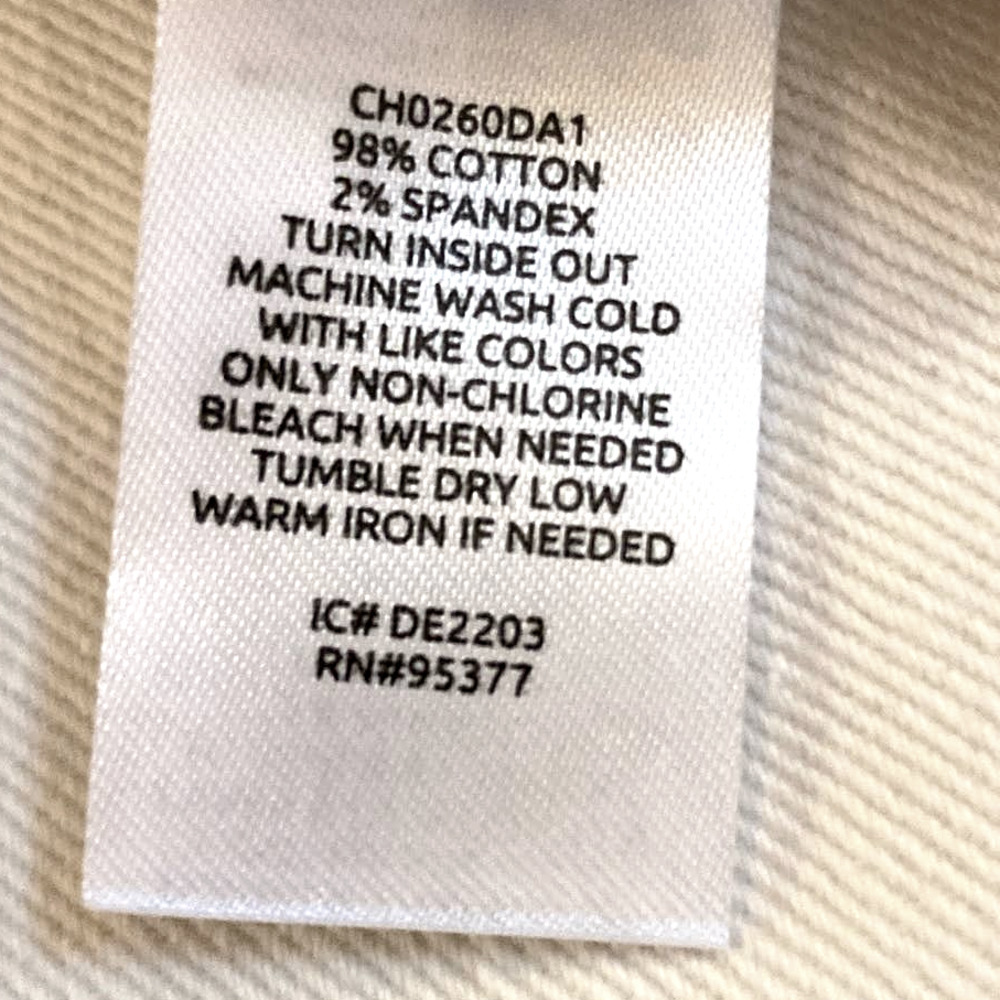 CH0260DA1
98% COTTON
2% SPANDEX
TURN INSIDE OUT
MACHINE WASH COLD
WITH LIKE COLORS
ONLY NON-CHLORINE
BLEACH WHEN NEEDED
TUMBLE DRY LOW
WARM IRON IF NEEDED
IC# DE2203
RN#95377